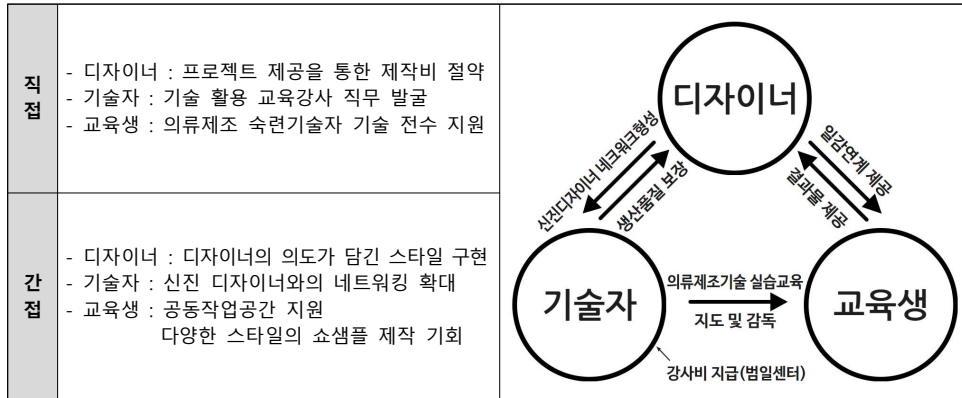 직
접
- 디자이너 : 프로젝트 제공을 통한 제작비 절약
- 기술자 : 기술 활용 교육강사 직무 발굴
- 교육생 : 의류제조 숙련기술자 기술 전수 지원
간
접
- 디자이너 : 디자이너의 의도가 담긴 스타일 구현
- 기술자 : 신진 디자이너와의 네트워킹 확대
- 교육생 : 공동작업공간 지원
다양한 스타일의 쇼샘플 제작 기회
디자이너
신진디자이너 네크워크형성
생산품질 보장
일감연계 제공
결과물 제공
기술자
의류제조기술 실습교육
지도 및 감독
교육생
강사비 지급(범일센터)